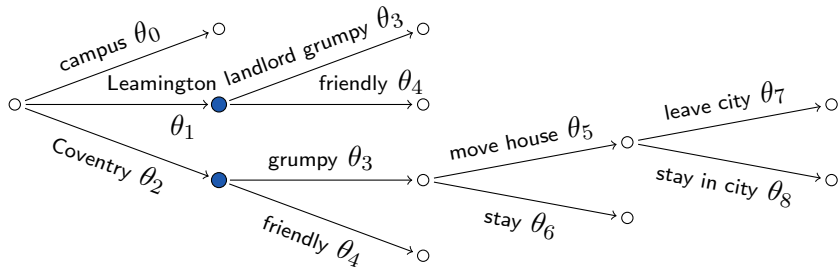 campus θ0
Leamington
θ1
Coventry θ2
landlord grumpy θ3
friendly θ4
grumpy θ3
friendly θ4
move house θ5
stay θ6
leave city θ7
stay in city θ8